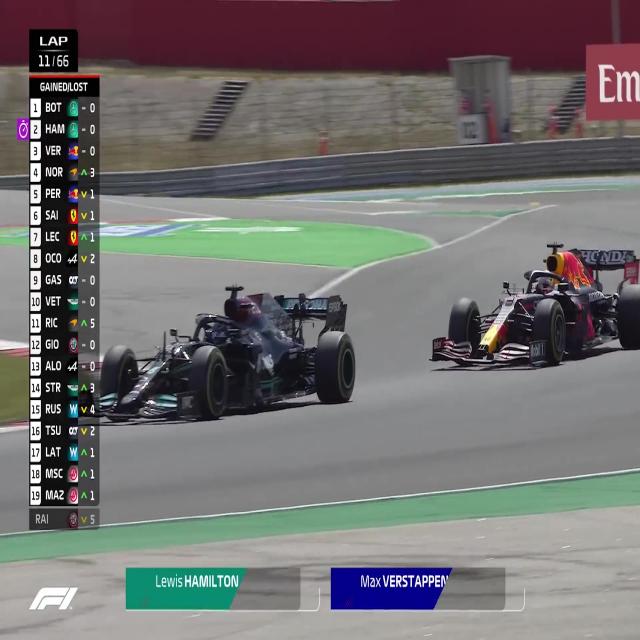 LAP
11/66
GAINED/LOST
1 BOT - 0
2 HAM - 0
3 VER - 0
4 NOR 3
5 PER 1
6 SAI 1
7 LEC 1
8 OCO 2
9 GAS - 0
10 VET - 0
11 RIC 5
12 GIO - 0
13 ALO - 0
14 STR 3
15 RUS 4
16 TSU 2
17 LAT 1
18 MSC 1
19 MAZ 1
RAI 5
Em
HONDA
Lewis HAMILTON
Max VERSTAPPEN
F1